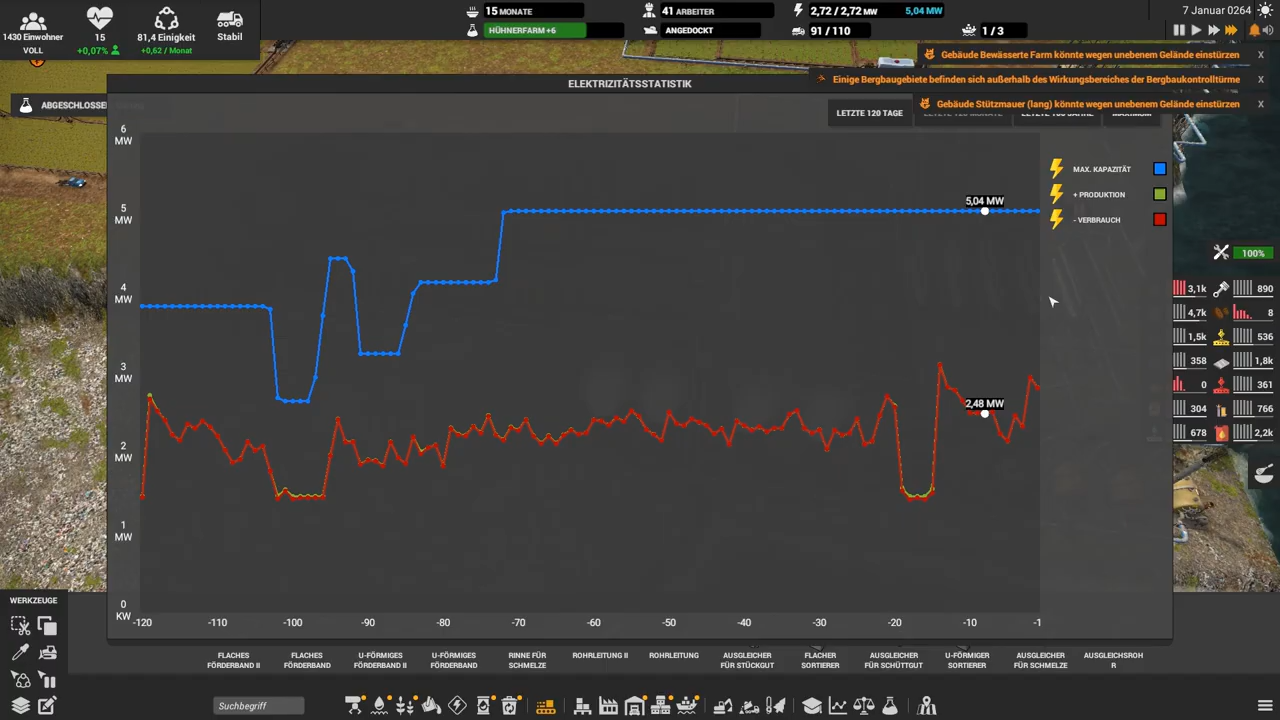 1430 Einwohner
VOLL
15
+0,07%
81,4 Einigkeit
+0,62 / Monat
Stabil
15 MONATE
HÜHNERFARM +6
41 ARBEITER
ANGEDOCKT
2,72 / 2,72 MW
5,04 MW
91 / 110
1 / 3
7 Januar 0264
Gebäude Bewässerte Farm könnte wegen unebenem Gelände einstürzen
X
Einige Bergbaugebiete befinden sich außerhalb des Wirkungsbereiches der Bergbaukontrolltürme
X
Gebäude Stützmauer (lang) könnte wegen unebenem Gelände einstürzen
X
ABGESCHLOSSE
ELEKTRIZITÄTSSTATISTIK
LETZTE 120 TAGE
LETZTE 120 MONATE
LETZTE 100 JAHRE
MAXIMUM
6 MW
5 MW
4 MW
3 MW
2 MW
1 MW
0 KW
5,04 MW
2,48 MW
MAX. KAPAZITÄT
+ PRODUKTION
- VERBRAUCH
-120
-110
-100
-90
-80
-70
-60
-50
-40
-30
-20
-10
-1
100%
3,1k
890
4,7k
8
1,5k
536
358
1,8k
0
361
304
766
678
2,2k
WERKZEUGE
FLACHES FÖRDERBAND II
FLACHES FÖRDERBAND
U-FÖRMIGES FÖRDERBAND II
U-FÖRMIGES FÖRDERBAND
RINNE FÜR SCHMELZE
ROHRLEITUNG II
ROHRLEITUNG
AUSGLEICHER FÜR STÜCKGUT
FLACHER SORTIERER
AUSGLEICHER FÜR SCHÜTTGUT
U-FÖRMIGER SORTIERER
AUSGLEICHER FÜR SCHMELZE
AUSGLEICHSROH
R
Suchbegriff